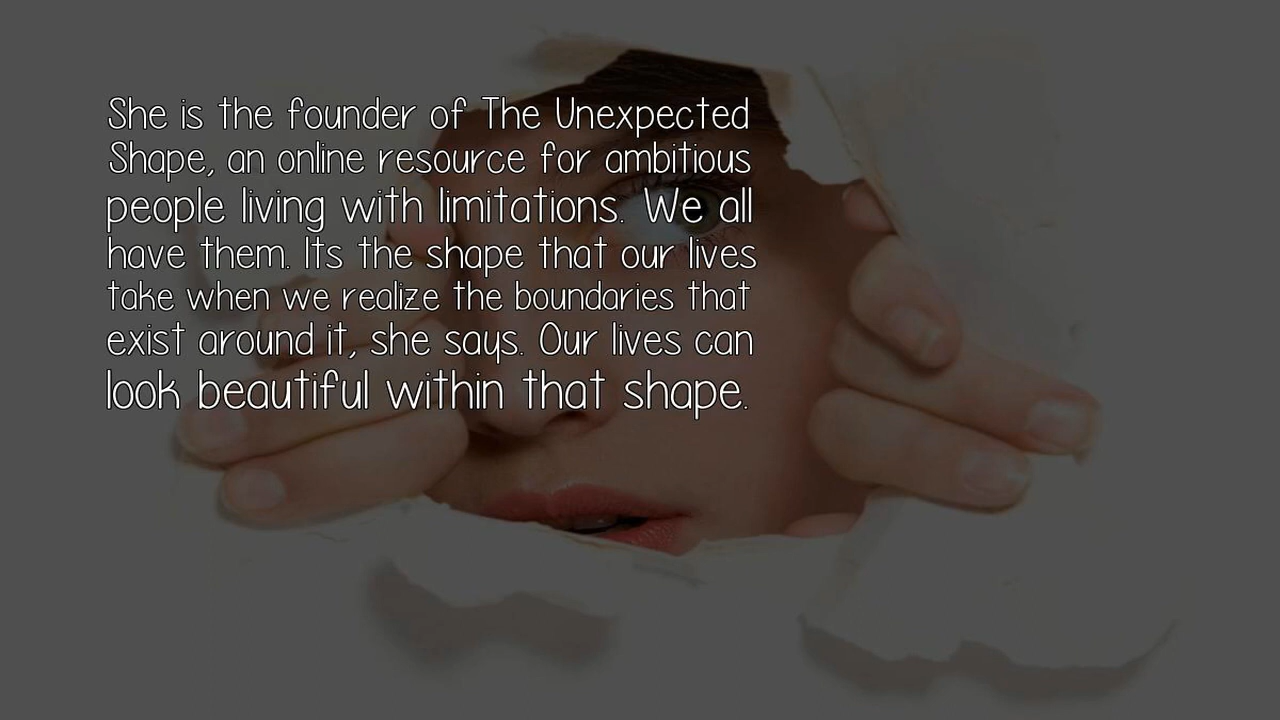 She is the founder of The Unexpected
Shape, an online resource for ambitious
people living with limitations. We all
have them. Its the shape that our lives
take when we realize the boundaries that
exist around it, she says. Our lives can
look beautiful within that shape.